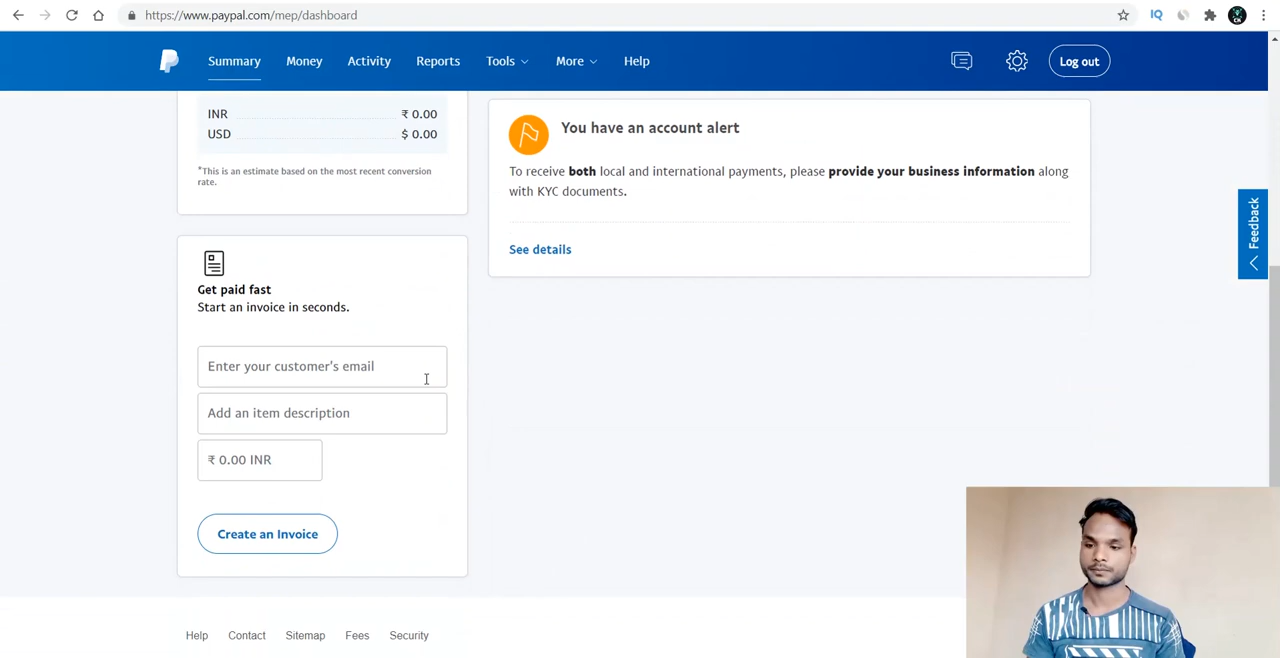 https://www.paypal.com/mep/dashboard
IQ
Summary
Money
Activity
Reports
Tools
More
Help
Log out
INR ₹ 0.00
USD $ 0.00
*This is an estimate based on the most recent conversion
rate.
You have an account alert
To receive both local and international payments, please provide your business information along
with KYC documents.
See details
Feedback
Get paid fast
Start an invoice in seconds.
Enter your customer's email
Add an item description
₹ 0.00 INR
Create an Invoice
Help
Contact
Sitemap
Fees
Security